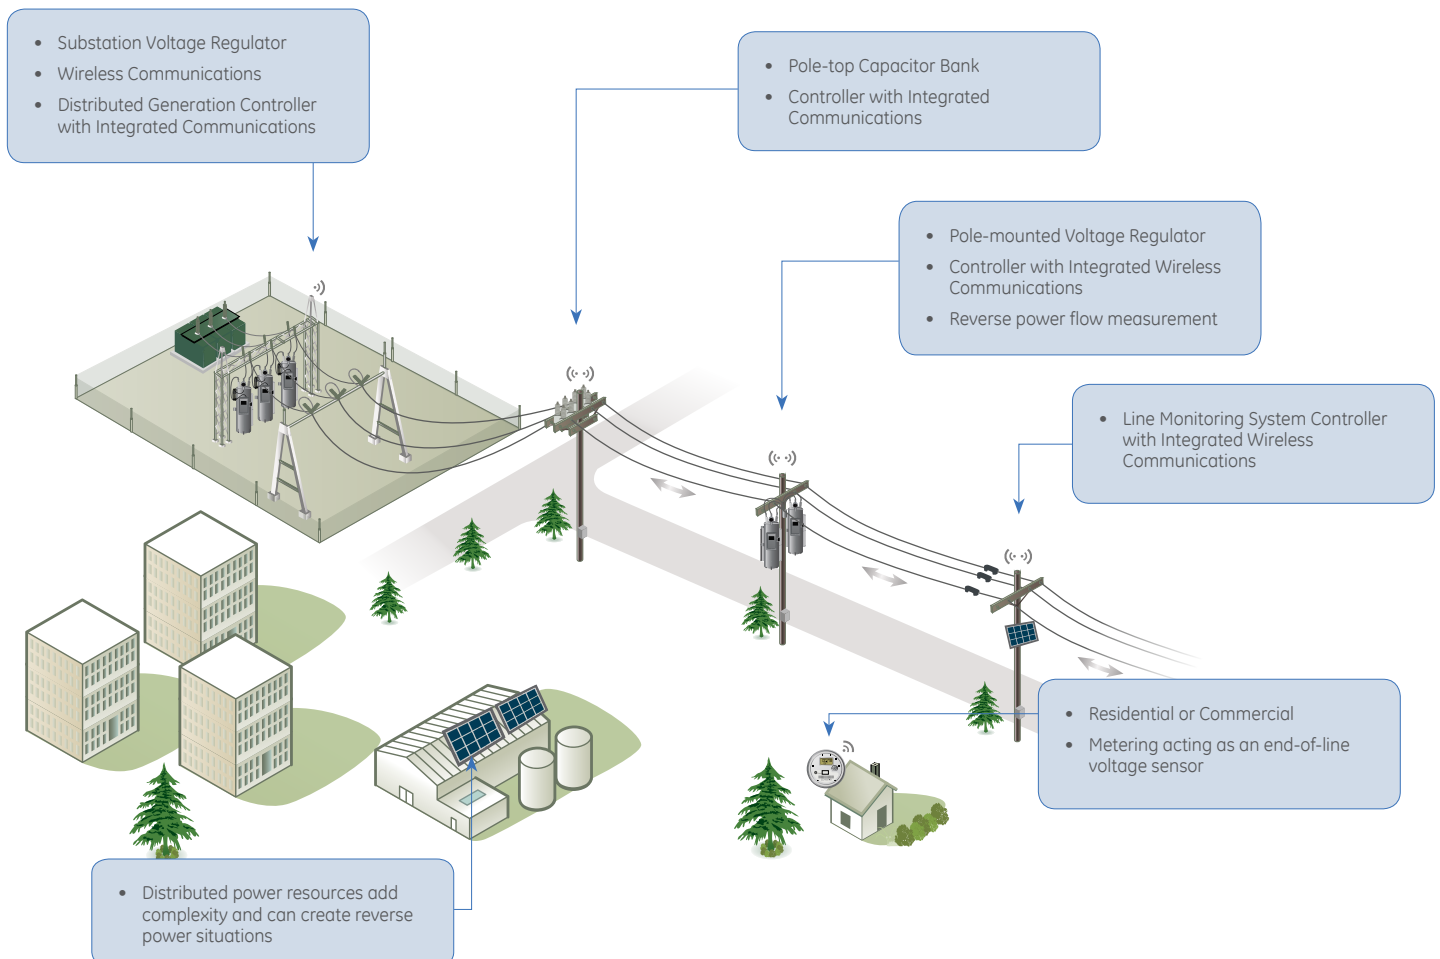 • Substation Voltage Regulator
• Wireless Communications
• Distributed Generation Controller
with Integrated Communications
• Pole-top Capacitor Bank
• Controller with Integrated
Communications
• Pole-mounted Voltage Regulator
• Controller with Integrated Wireless
Communications
• Reverse power flow measurement
• Line Monitoring System Controller
with Integrated Wireless
Communications
• Residential or Commercial
• Metering acting as an end-of-line
voltage sensor
• Distributed power resources add
complexity and can create reverse
power situations